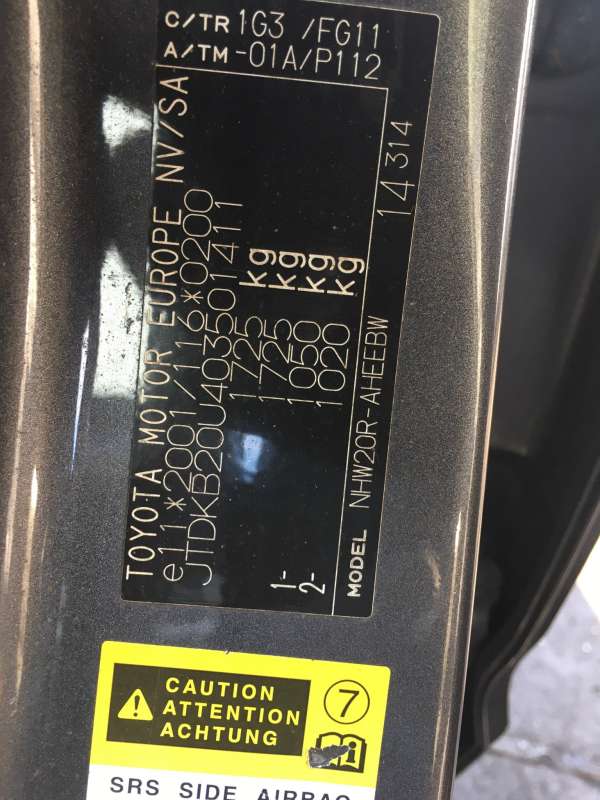 TOYOTA MOTOR EUROPE NV/SA
e11*2001/116*0200
JTDKB20U403501411
1725 kg
1725 kg
1- 1050 kg
2- 1020 kg
MODEL NHW20R-AHEEBW
14 314
C/TR 1G3 /FG11
A/TM -01A/P112
CAUTION
ATTENTION
ACHTUNG
7
SRS SIDE AIRBAG